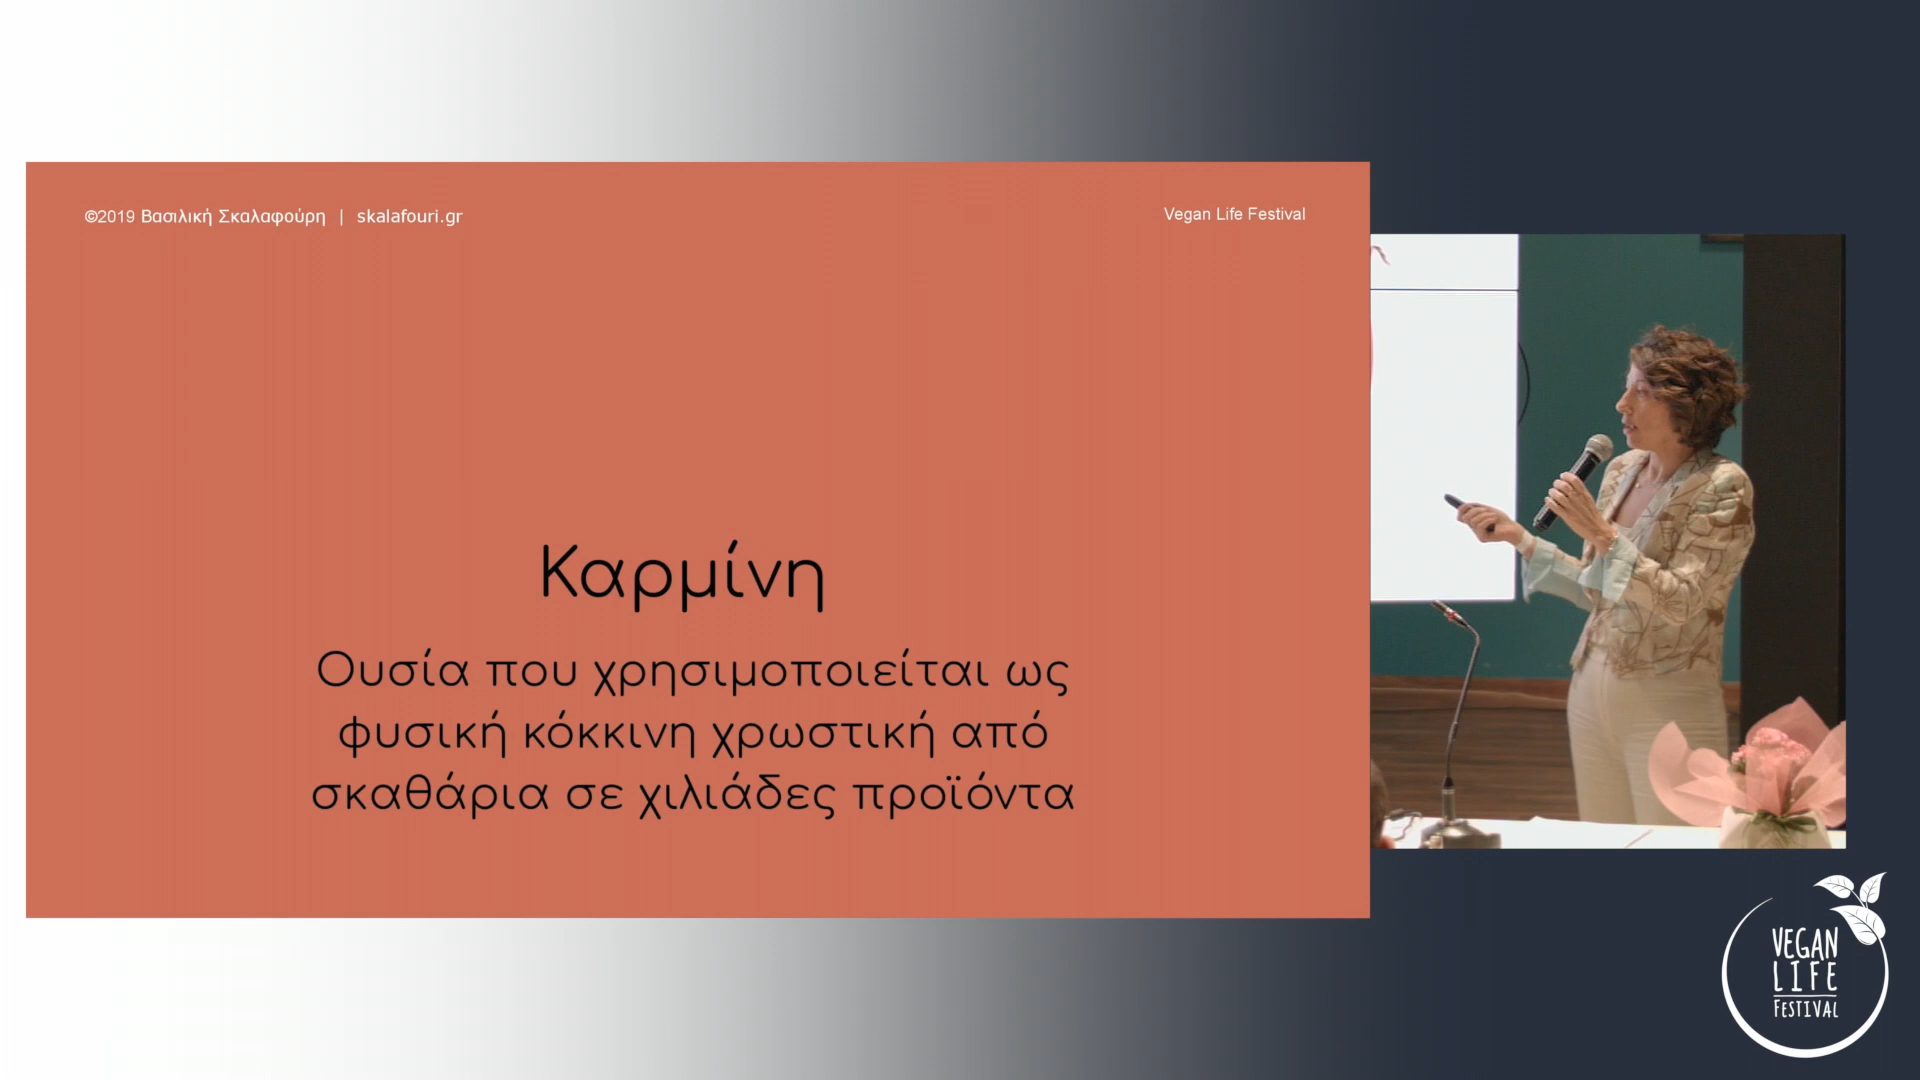 ©2019 Βασιλική Σκαλαφούρη | skalafouri.gr
Vegan Life Festival
Καρμίνη
Ουσία που χρησιμοποιείται ως
φυσική κόκκινη χρωστική από
σκαθάρια σε χιλιάδες προϊόντα
VEGAN
LIFE
FESTIVAL